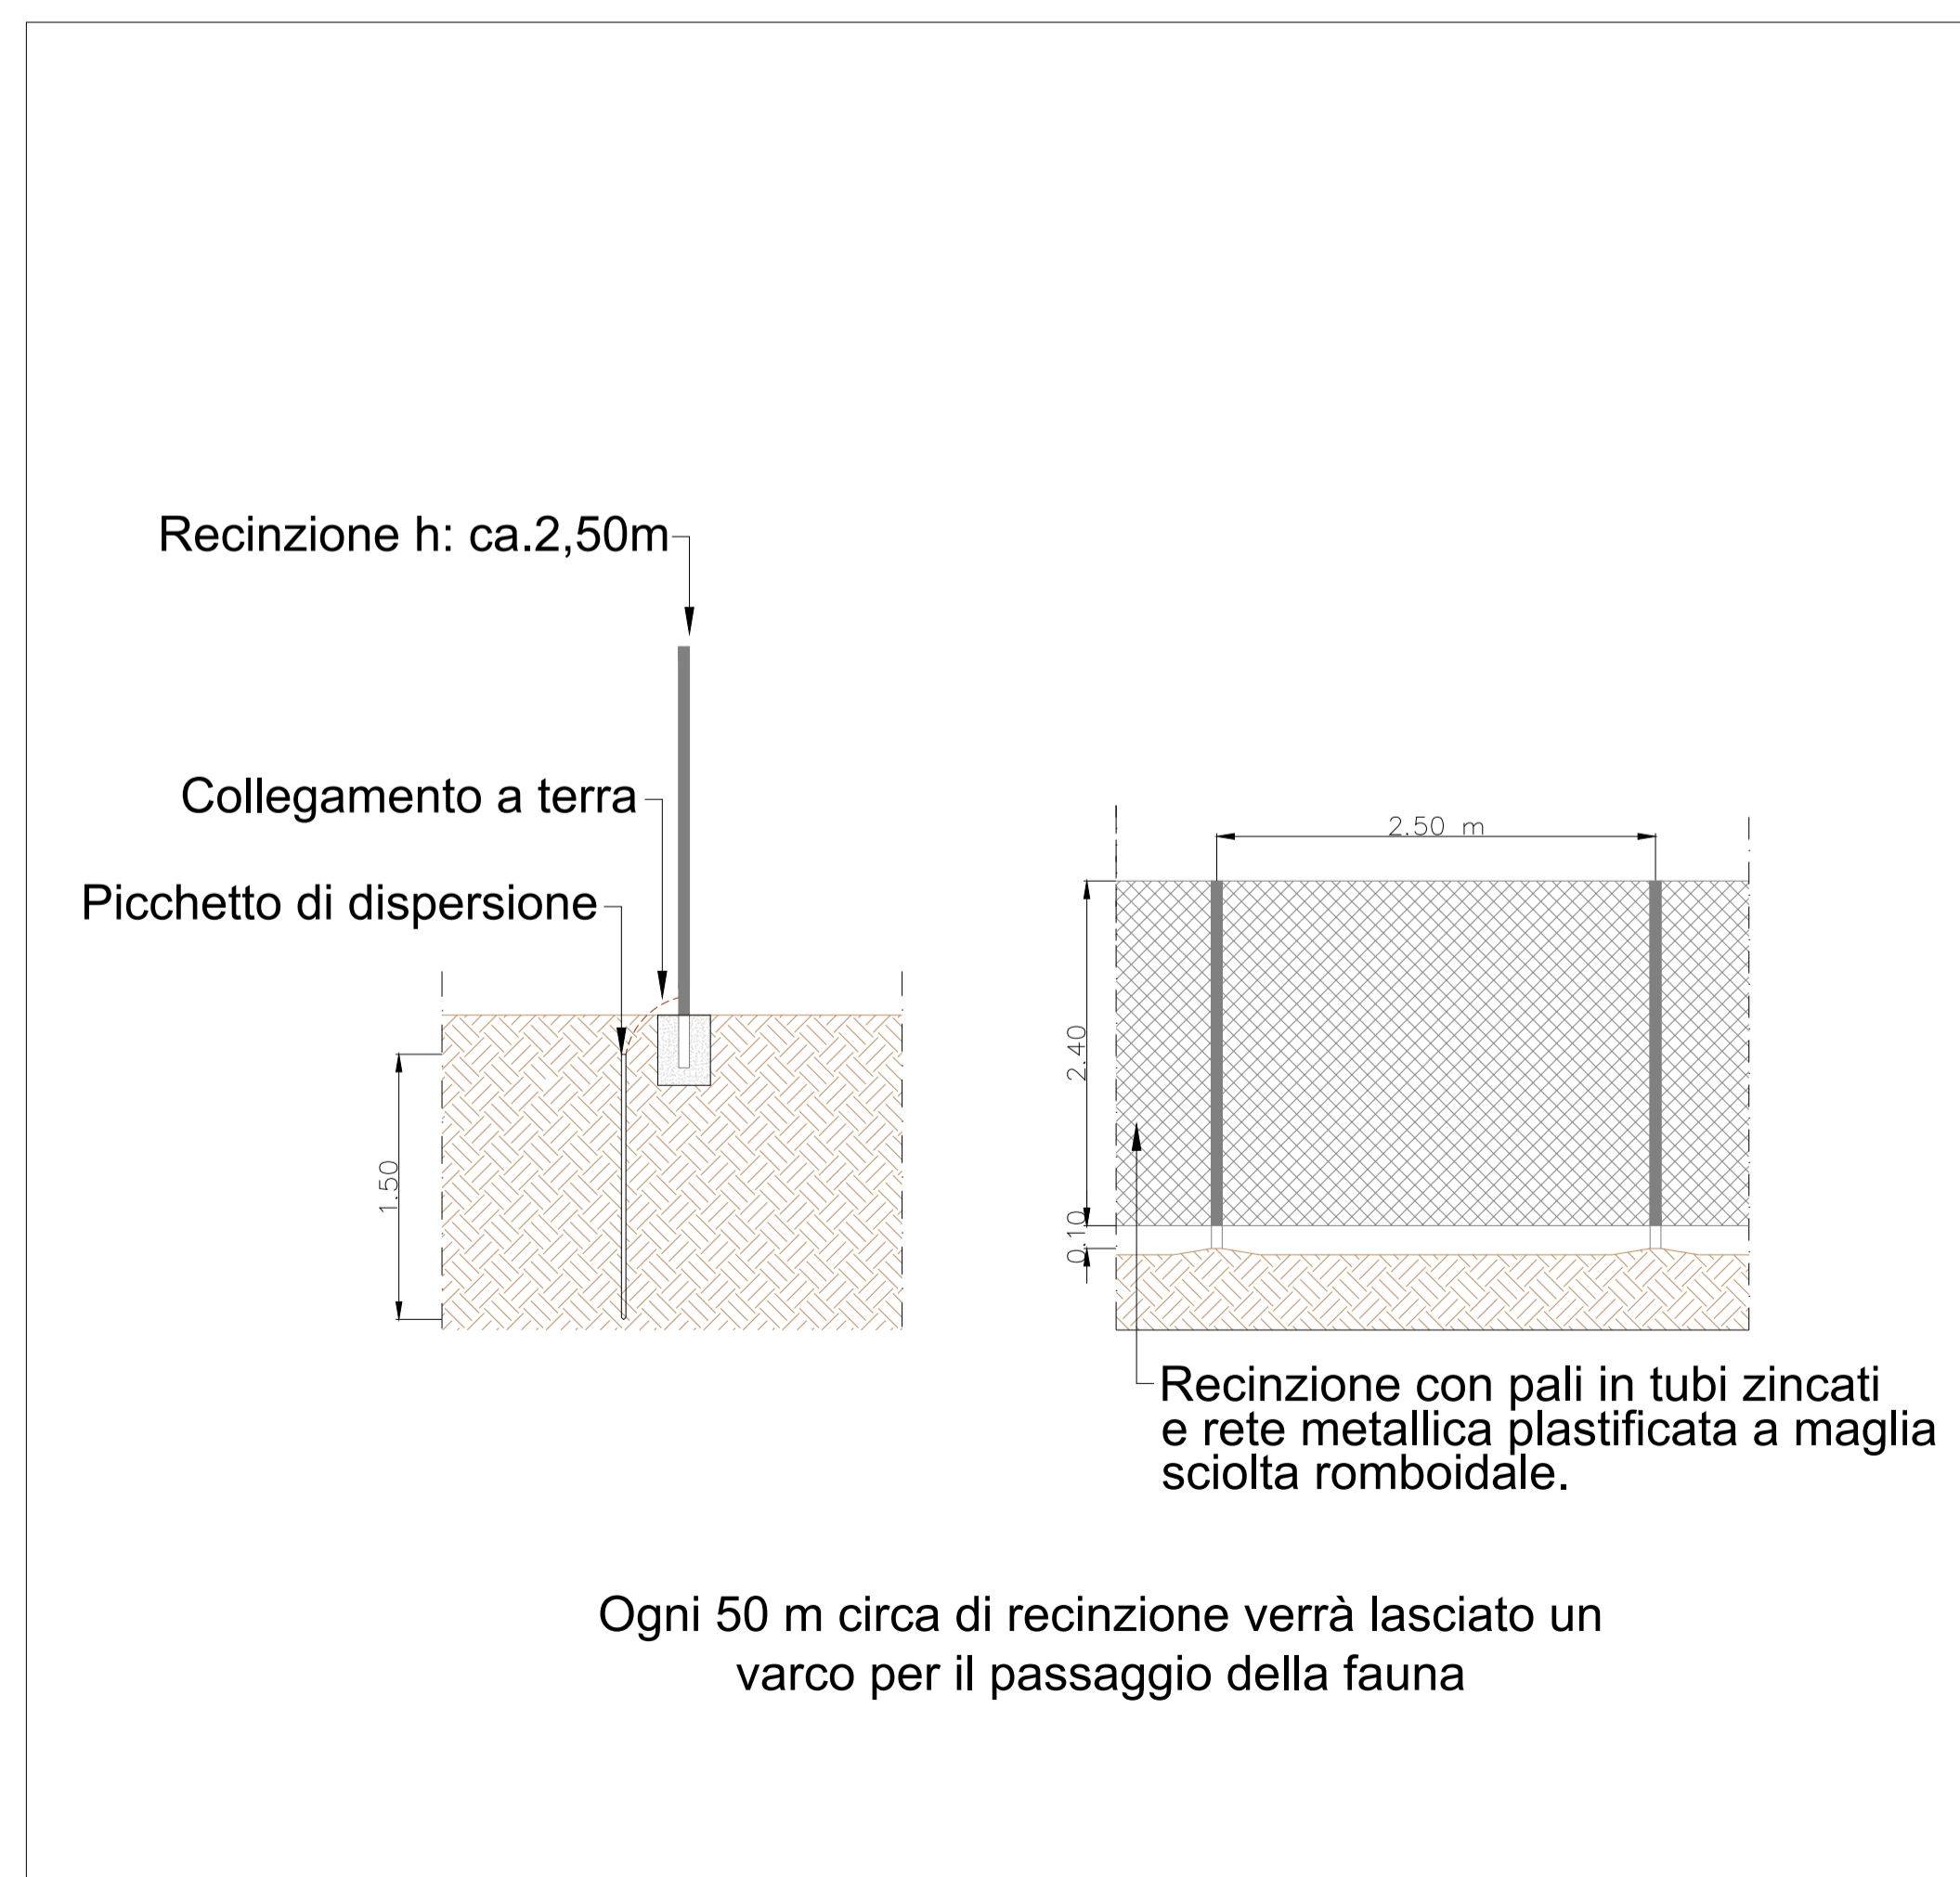 Recinzione h: ca.2,50m
Collegamento a terra
Picchetto di dispersione
1.50
2.50 m
2.40
0.10
Recinzione con pali in tubi zincati
e rete metallica plastificata a maglia
sciolta romboidale.
Ogni 50 m circa di recinzione verrà lasciato un
varco per il passaggio della fauna